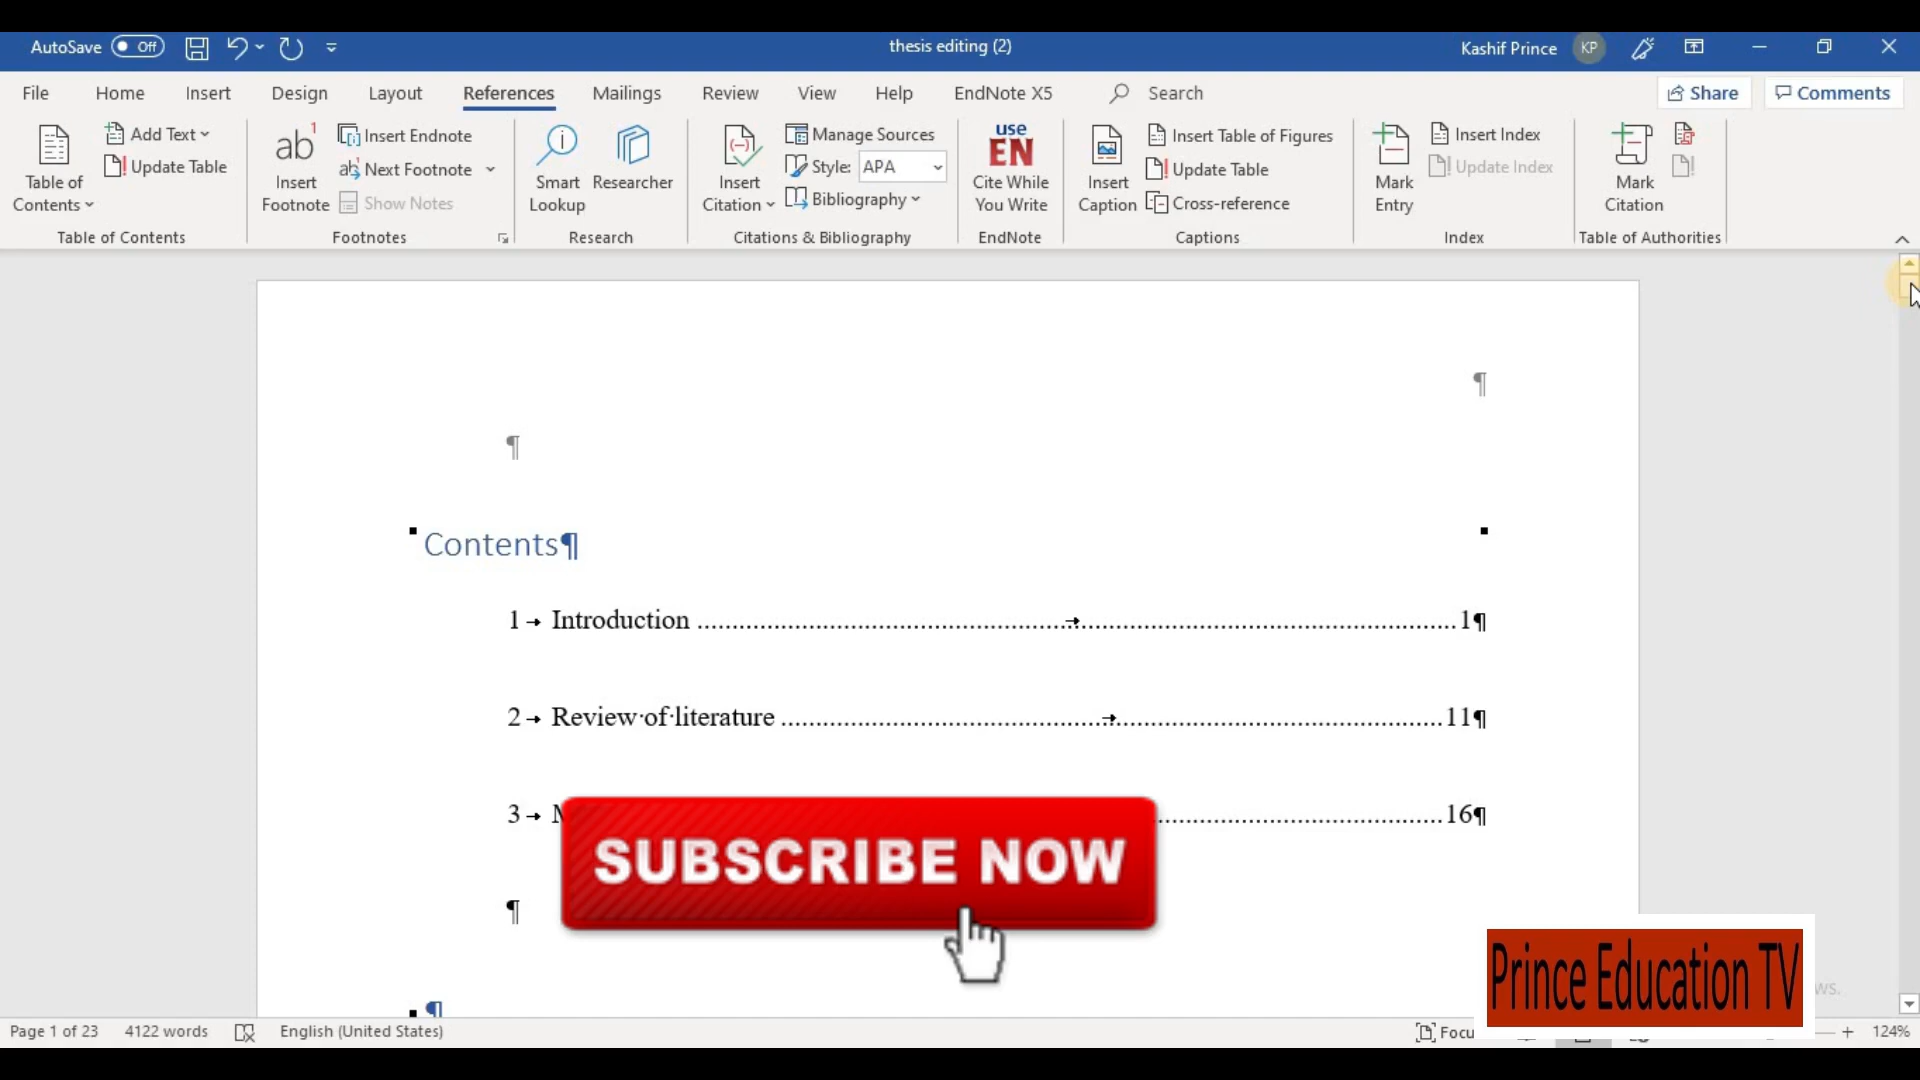 AutoSave Off thesis editing (2) Kashif Prince KP
File Home Insert Design Layout References Mailings Review View Help EndNote X5 Search Share Comments
Table of Contents
Add Text
Update Table
Table of Contents
ab1
Insert Footnote
Insert Endnote
ab1 Next Footnote
Show Notes
Footnotes
Smart Lookup
Researcher
Research
Insert Citation
Manage Sources
Style: APA
Bibliography
Citations & Bibliography
use
EN
Cite While You Write
EndNote
Insert Caption
Insert Table of Figures
Update Table
Cross-reference
Captions
Mark Entry
Insert Index
Update Index
Index
Mark Citation
Table of Authorities
¶
¶
Contents¶
1→ Introduction ................→................1¶
2→ Review·of·literature ................→................11¶
3→ ................16¶
SUBSCRIBE NOW
¶
¶
Prince Education TV
Page 1 of 23 4122 words English (United States) 124%